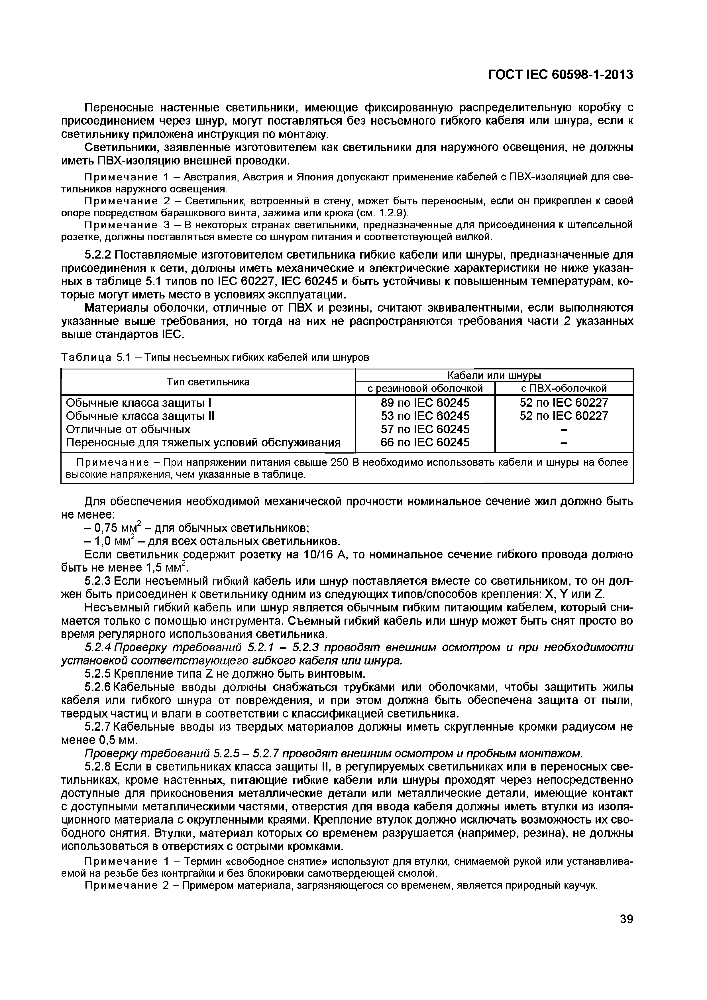 ГОСТ IEC 60598-1-2013
Переносные настенные светильники, имеющие фиксированную распределительную коробку с
присоединением через шнур, могут поставляться без несъемного гибкого кабеля или шнура, если к
светильнику приложена инструкция по монтажу.
Светильники, заявленные изготовителем как светильники для наружного освещения, не должны
иметь ПВХ-изоляцию внешней проводки.
Примечание 1 – Австралия, Австрия и Япония допускают применение кабелей с ПВХ-изоляцией для све-
тильников наружного освещения.
Примечание 2 – Светильник, встроенный в стену, может быть переносным, если он прикреплен к своей
опоре посредством барашкового винта, зажима или крюка (см. 1.2.9).
Примечание 3 – В некоторых странах светильники, предназначенные для присоединения к штепсельной
розетке, должны поставляться вместе со шнуром питания и соответствующей вилкой.
5.2.2 Поставляемые изготовителем светильника гибкие кабели или шнуры, предназначенные для
присоединения к сети, должны иметь механические и электрические характеристики не ниже указан-
ных в таблице 5.1 типов по IEC 60227, IEC 60245 и быть устойчивы к повышенным температурам, ко-
торые могут иметь место в условиях эксплуатации.
Материалы оболочки, отличные от ПВХ и резины, считают эквивалентными, если выполняются
указанные выше требования, но тогда на них не распространяются требования части 2 указанных
выше стандартов IEC.
Таблица 5.1 – Типы несъемных гибких кабелей или шнуров
Тип светильника
Кабели или шнуры
с резиновой оболочкой с ПВХ-оболочкой
Обычные класса защиты I 89 по IEC 60245 52 по IEC 60227
Обычные класса защиты II 53 по IEC 60245 52 по IEC 60227
Отличные от обычных 57 по IEC 60245 –
Переносные для тяжелых условий обслуживания 66 по IEC 60245 –
Примечание – При напряжении питания свыше 250 В необходимо использовать кабели и шнуры на более
высокие напряжения, чем указанные в таблице.
Для обеспечения необходимой механической прочности номинальное сечение жил должно быть
не менее:
– 0,75 мм² – для обычных светильников;
– 1,0 мм² – для всех остальных светильников.
Если светильник содержит розетку на 10/16 А, то номинальное сечение гибкого провода должно
быть не менее 1,5 мм².
5.2.3 Если несъемный гибкий кабель или шнур поставляется вместе со светильником, то он дол-
жен быть присоединен к светильнику одним из следующих типов/способов крепления: X, Y или Z.
Несъемный гибкий кабель или шнур является обычным гибким питающим кабелем, который сни-
мается только с помощью инструмента. Съемный гибкий кабель или шнур может быть снят просто во
время регулярного использования светильника.
5.2.4 Проверку требований 5.2.1 – 5.2.3 проводят внешним осмотром и при необходимости
установкой соответствующего гибкого кабеля или шнура.
5.2.5 Крепление типа Z не должно быть винтовым.
5.2.6 Кабельные вводы должны снабжаться трубками или оболочками, чтобы защитить жилы
кабеля или гибкого шнура от повреждения, и при этом должна быть обеспечена защита от пыли,
твердых частиц и влаги в соответствии с классификацией светильника.
5.2.7 Кабельные вводы из твердых материалов должны иметь скругленные кромки радиусом не
менее 0,5 мм.
Проверку требований 5.2.5 – 5.2.7 проводят внешним осмотром и пробным монтажом.
5.2.8 Если в светильниках класса защиты II, в регулируемых светильниках или в переносных све-
тильниках, кроме настенных, питающие гибкие кабели или шнуры проходят через непосредственно
доступные для прикосновения металлические детали или металлические детали, имеющие контакт
с доступными металлическими частями, отверстия для ввода кабеля должны иметь втулки из изоля-
ционного материала с округленными краями. Крепление втулок должно исключать возможность их сво-
бодного снятия. Втулки, материал которых со временем разрушается (например, резина), не должны
использоваться в отверстиях с острыми кромками.
Примечание 1 – Термин «свободное снятие» используют для втулки, снимаемой рукой или устанавлива-
емой на резьбе без контргайки и без блокировки самотвердеющей смолой.
Примечание 2 – Примером материала, загрязняющегося со временем, является природный каучук.
39